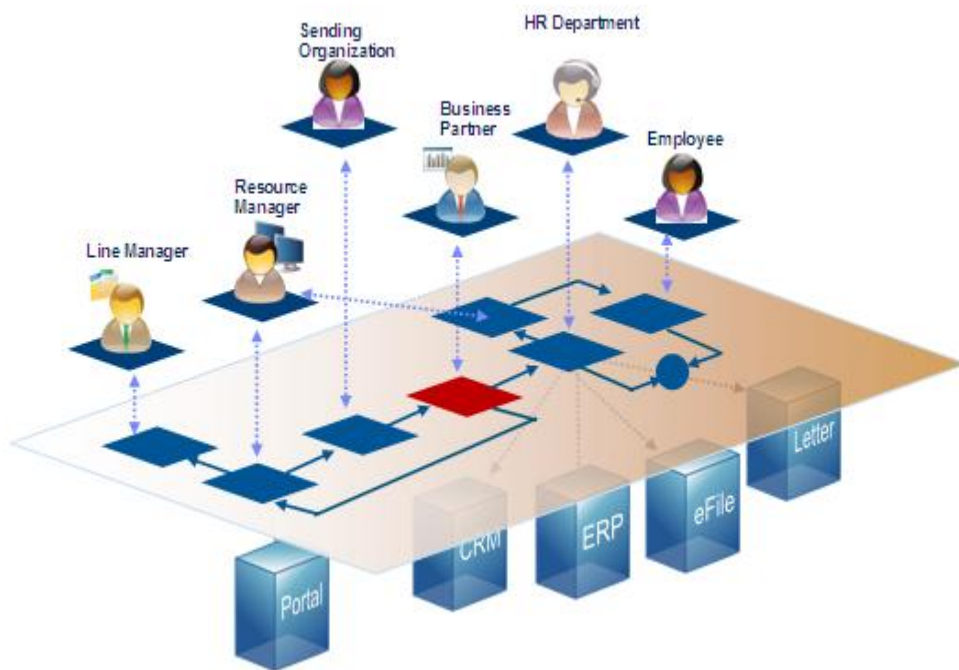 Sending
Organization
HR Department
Business
Partner
Employee
Resource
Manager
Line Manager
Letter
eFile
ERP
CRM
Portal